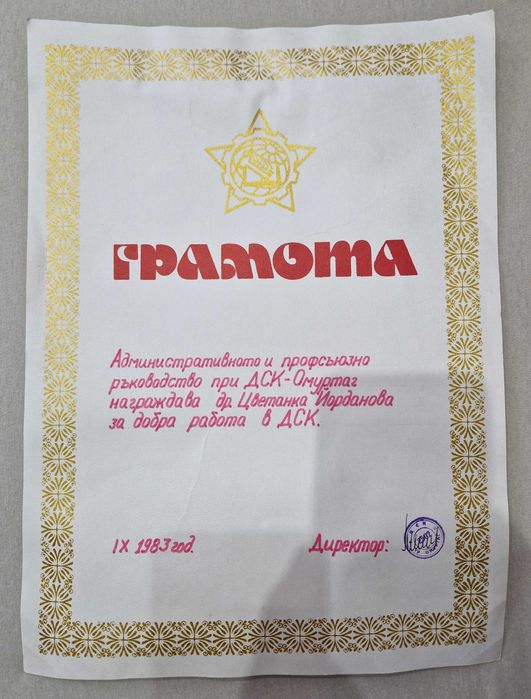 ГРАМОТА
Административното и профсъюзно
ръководство при ДСК-Омуртаг
награждава др. Цветанка Йорданова
за добра работа в ДСК.
IX 1983 год.
Директор: